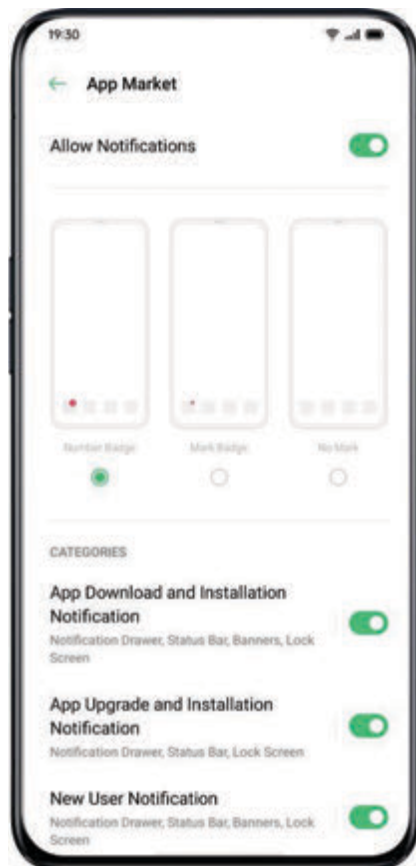 19:30
App Market
Allow Notifications
Number Badge
Mark Badge
No Mark
CATEGORIES
App Download and Installation
Notification
Notification Drawer, Status Bar, Banners, Lock
Screen
App Upgrade and Installation
Notification
Notification Drawer, Status Bar, Lock Screen
New User Notification
Notification Drawer, Status Bar, Banners, Lock
Screen